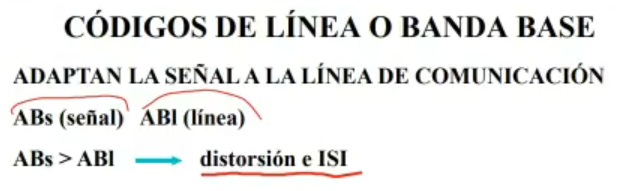 CÓDIGOS DE LÍNEA O BANDA BASE
ADAPTAN LA SEÑAL A LA LÍNEA DE COMUNICACIÓN
ABs (señal) ABl (línea)
ABs > ABl distorsión e ISI